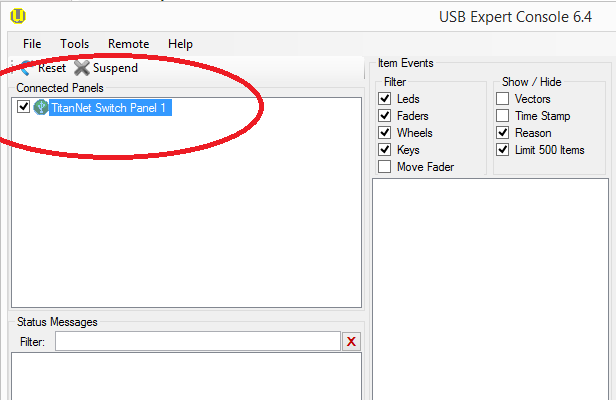 USB Expert Console 6.4
File Tools Remote Help
Reset Suspend
Connected Panels
TitanNet Switch Panel 1
Item Events
Filter
Leds
Faders
Wheels
Keys
Move Fader
Show / Hide
Vectors
Time Stamp
Reason
Limit 500 Items
Status Messages
Filter:
X